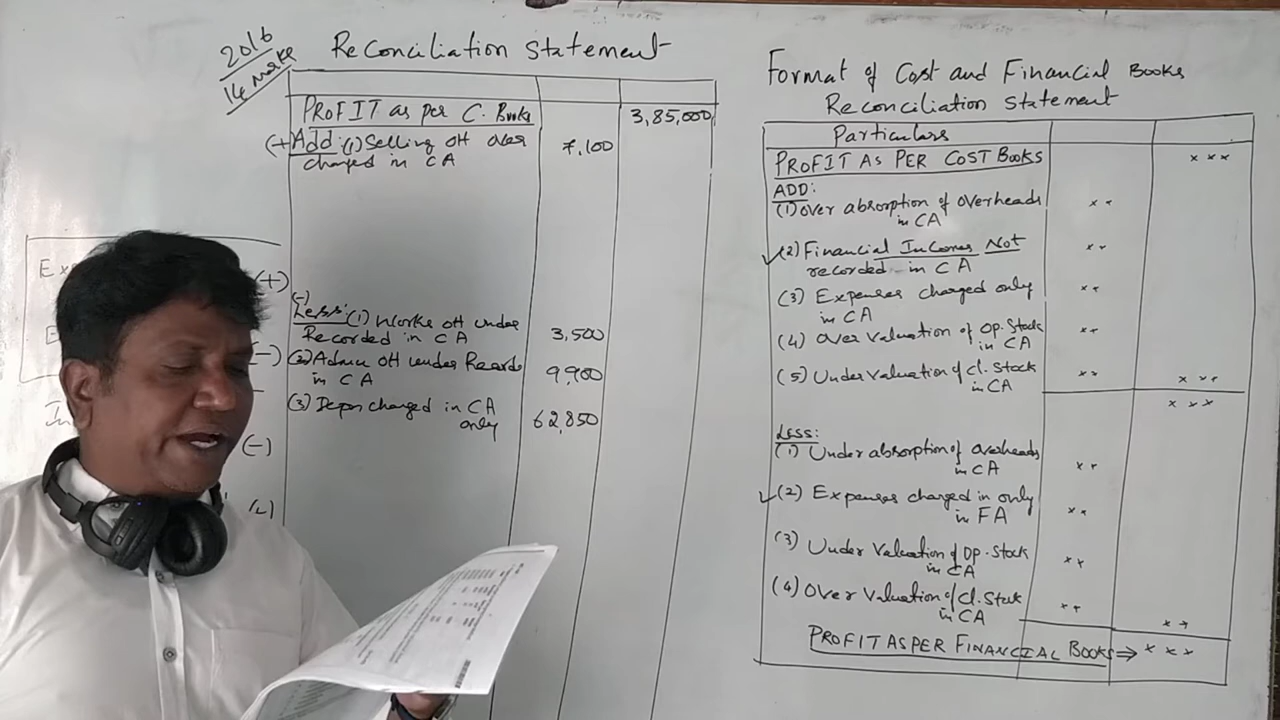 2016
14 Marks
Reconciliation Statement
PROFIT as per C. Books 3,85,000
(+) Add: (1) Selling OH over
charged in CA 7,100
(-)
Less: (1) Works OH under
Recorded in CA 3,500
(2) Admn OH under Records
in CA 9,900
(3) Depn charged in CA
only 62,850
Ex
(+)
E
(-)
In
(-)
Format of Cost and Financial Books
Reconciliation Statement
Particulars
PROFIT AS PER COST Books x x x
ADD:
(1) Over absorption of Overheads
in CA x x
(2) Financial Incomes Not
recorded in CA x x
(3) Expenses charged only
in CA x x
(4) Over Valuation of Op. Stock
in CA x x
(5) Under Valuation of Cl. Stock
in CA x x x x x
x x x
LESS:
(1) Under absorption of overheads
in CA x x
(2) Expenses charged in only
in FA x x
(3) Under Valuation of Op. Stock
in CA x x
(4) Over Valuation of Cl. Stock
in CA x x
x x
PROFIT AS PER FINANCIAL BOOKS → x x x